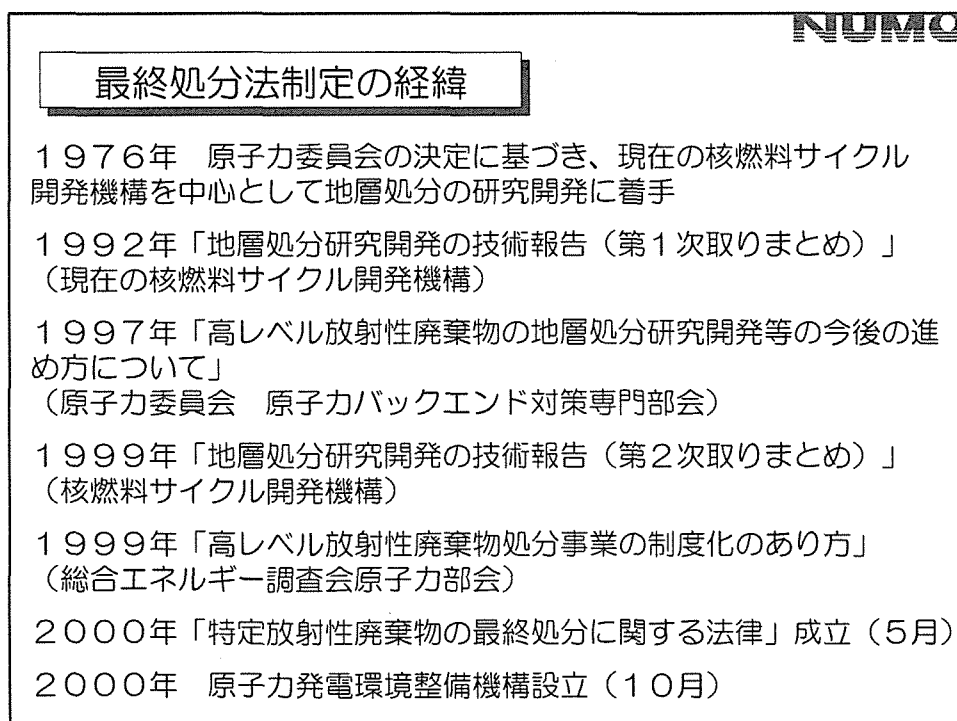 NUMO
最終処分法制定の経緯
１９７６年　原子力委員会の決定に基づき、現在の核燃料サイクル
開発機構を中心として地層処分の研究開発に着手
１９９２年「地層処分研究開発の技術報告（第１次取りまとめ）」
（現在の核燃料サイクル開発機構）
１９９７年「高レベル放射性廃棄物の地層処分研究開発等の今後の進
め方について」
（原子力委員会　原子力バックエンド対策専門部会）
１９９９年「地層処分研究開発の技術報告（第２次取りまとめ）」
（核燃料サイクル開発機構）
１９９９年「高レベル放射性廃棄物処分事業の制度化のあり方」
（総合エネルギー調査会原子力部会）
２０００年「特定放射性廃棄物の最終処分に関する法律」成立（５月）
２０００年　原子力発電環境整備機構設立（１０月）